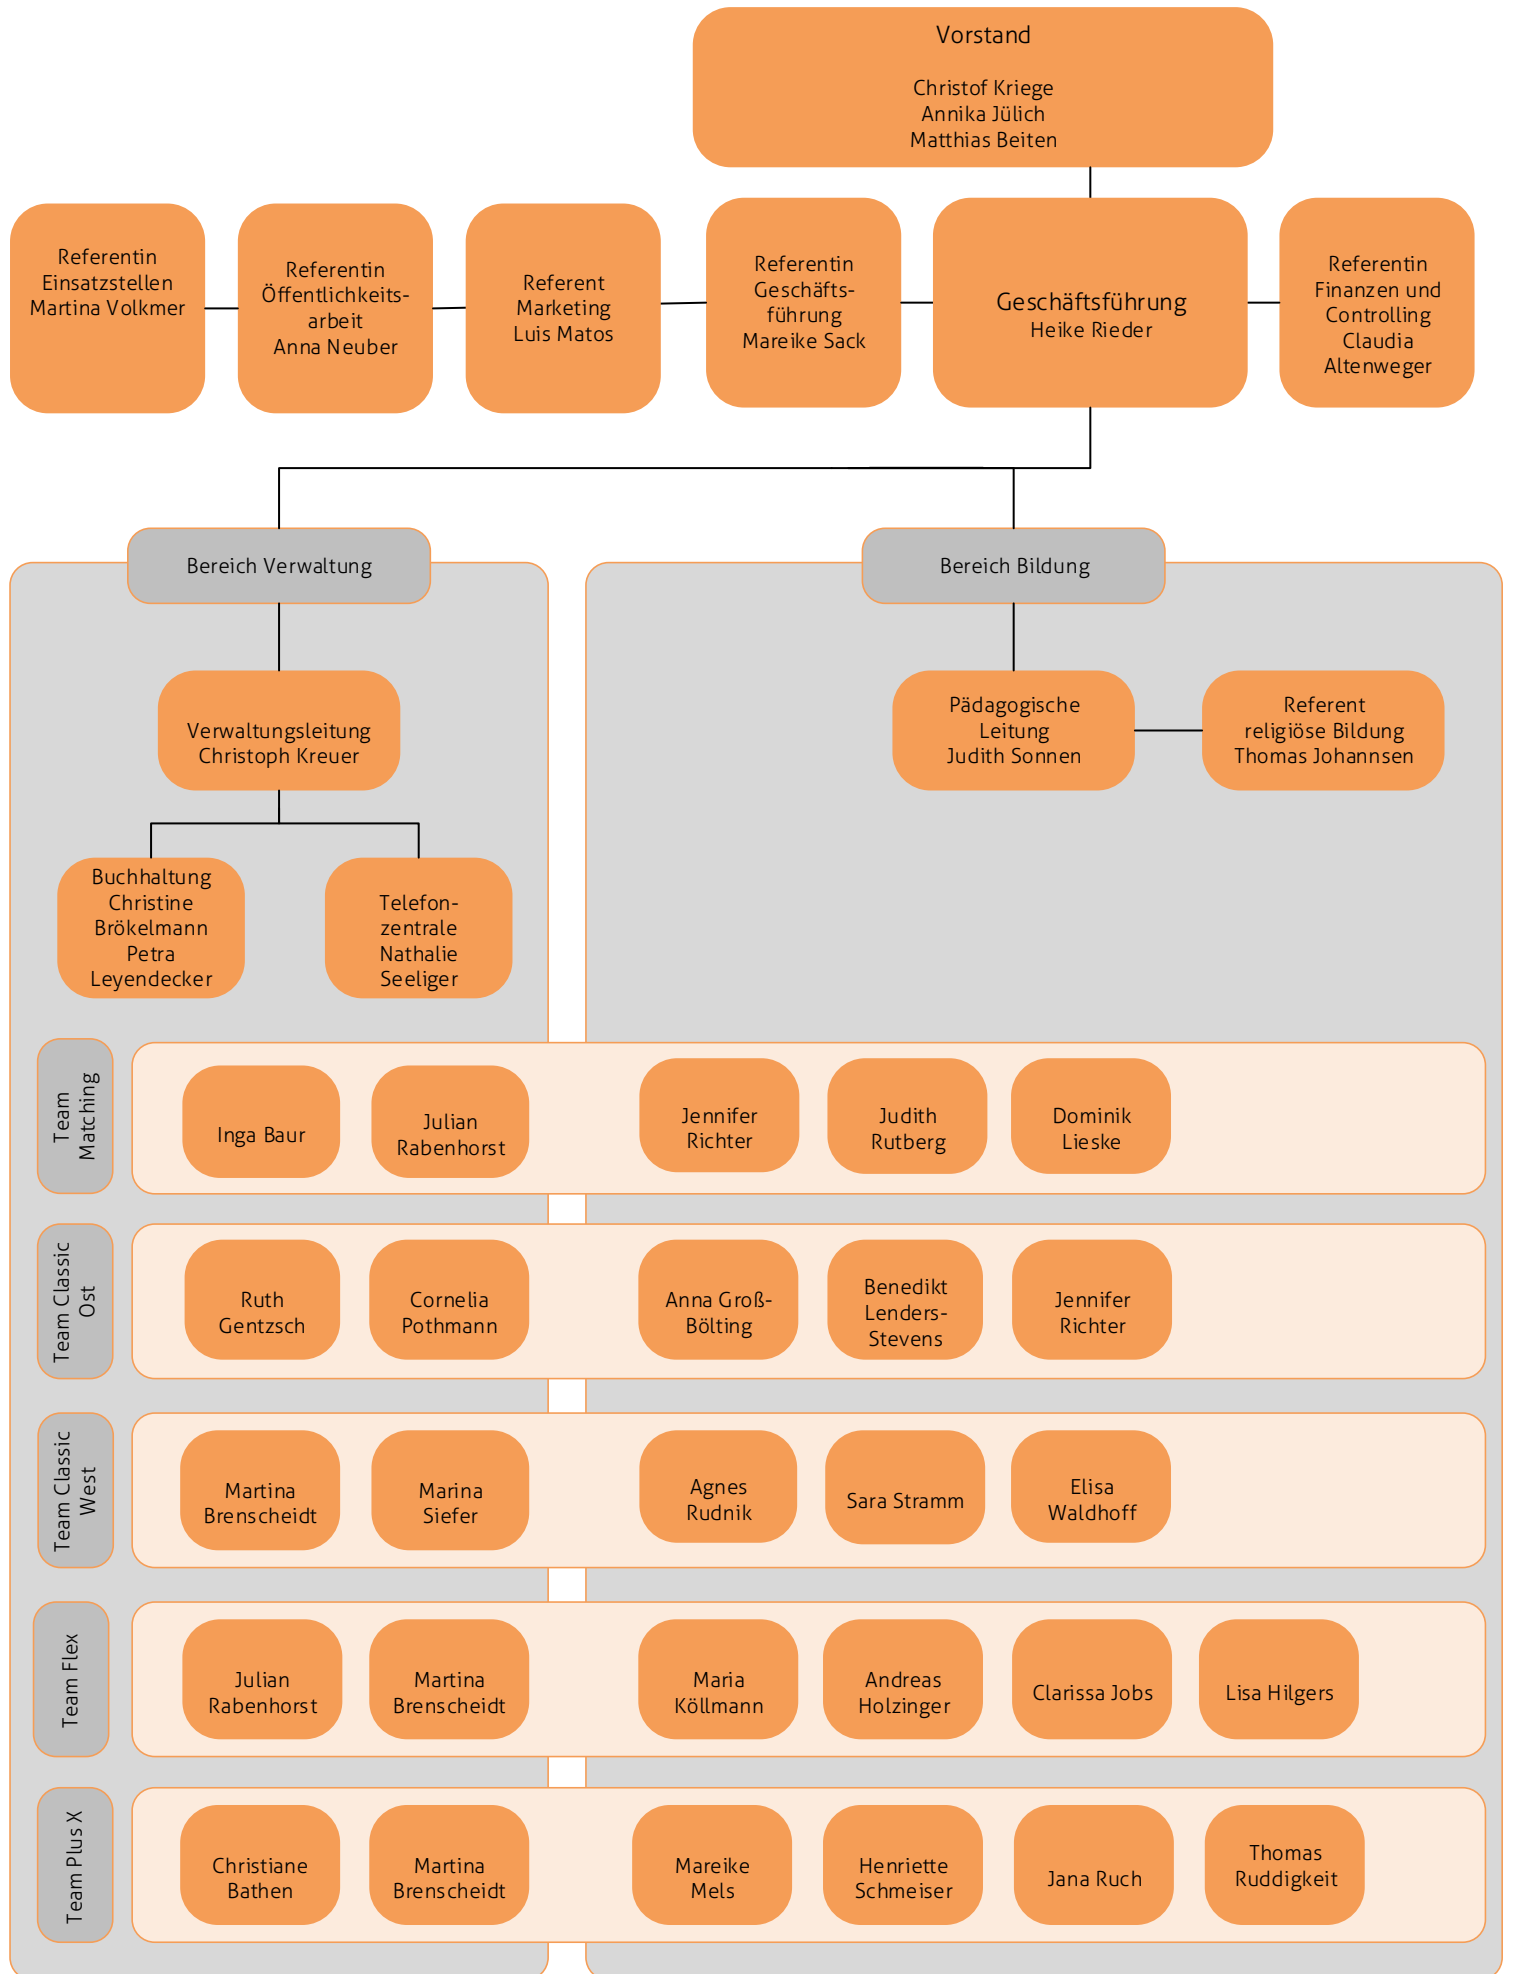 Vorstand
Christof Kriege
Annika Jülich
Matthias Beiten
Referentin
Einsatzstellen
Martina Volkmer
Referentin
Öffentlichkeits-
arbeit
Anna Neuber
Referent
Marketing
Luis Matos
Referentin
Geschäfts-
führung
Mareike Sack
Geschäftsführung
Heike Rieder
Referentin
Finanzen und
Controlling
Claudia
Altenweger
Bereich Verwaltung
Bereich Bildung
Verwaltungsleitung
Christoph Kreuer
Pädagogische
Leitung
Judith Sonnen
Referent
religiöse Bildung
Thomas Johannsen
Buchhaltung
Christine
Brökelmann
Petra
Leyendecker
Telefon-
zentrale
Nathalie
Seeliger
Team
Matching
Inga Baur
Julian
Rabenhorst
Jennifer
Richter
Judith
Rutberg
Dominik
Lieske
Team Classic
Ost
Ruth
Gentzsch
Cornelia
Pothmann
Anna Groß-
Bölting
Benedikt
Lenders-
Stevens
Jennifer
Richter
Team Classic
West
Martina
Brenscheidt
Marina
Siefer
Agnes
Rudnik
Sara Stramm
Elisa
Waldhoff
Team Flex
Julian
Rabenhorst
Martina
Brenscheidt
Maria
Köllmann
Andreas
Holzinger
Clarissa Jobs
Lisa Hilgers
Team Plus X
Christiane
Bathen
Martina
Brenscheidt
Mareike
Mels
Henriette
Schmeiser
Jana Ruch
Thomas
Ruddigkeit